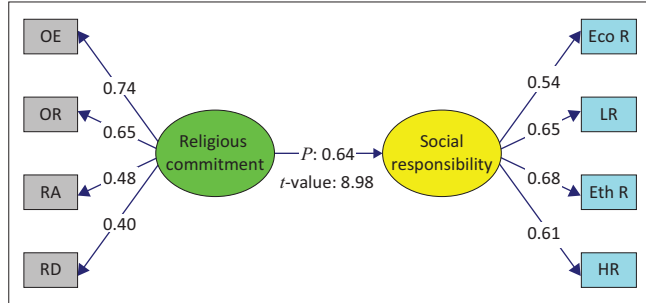 OE
OR
RA
RD
0.74
0.65
0.48
0.40
Religious
commitment
P: 0.64
t-value: 8.98
Social
responsibility
0.54
0.65
0.68
0.61
Eco R
LR
Eth R
HR